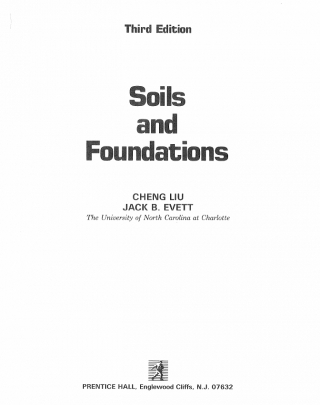 Third Edition
Soils
and
Foundations
CHENG LIU
JACK B. EVETT
The University of North Carolina at Charlotte
PRENTICE HALL, Englewood Cliffs, N.J. 07632